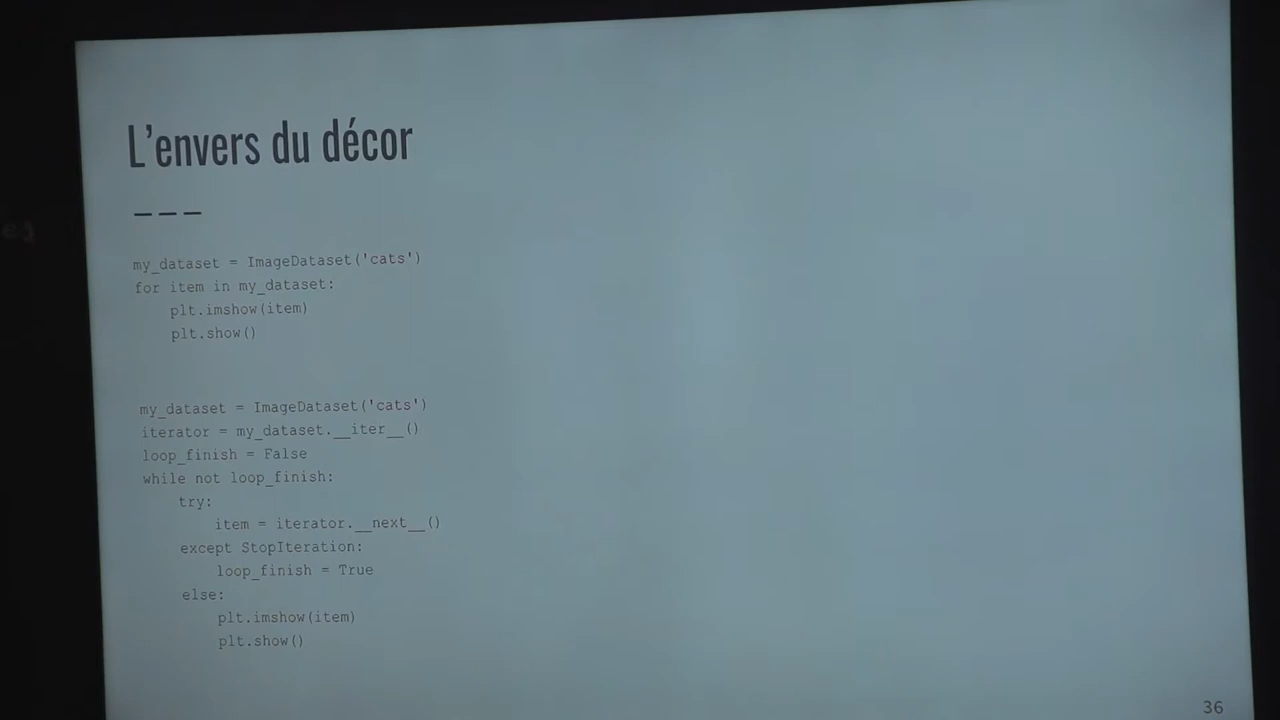 L'envers du décor
---
my_dataset = ImageDataset('cats')
for item in my_dataset:
    plt.imshow(item)
    plt.show()
my_dataset = ImageDataset('cats')
iterator = my_dataset.__iter__()
loop_finish = False
while not loop_finish:
    try:
        item = iterator.__next__()
    except StopIteration:
        loop_finish = True
    else:
        plt.imshow(item)
        plt.show()
36